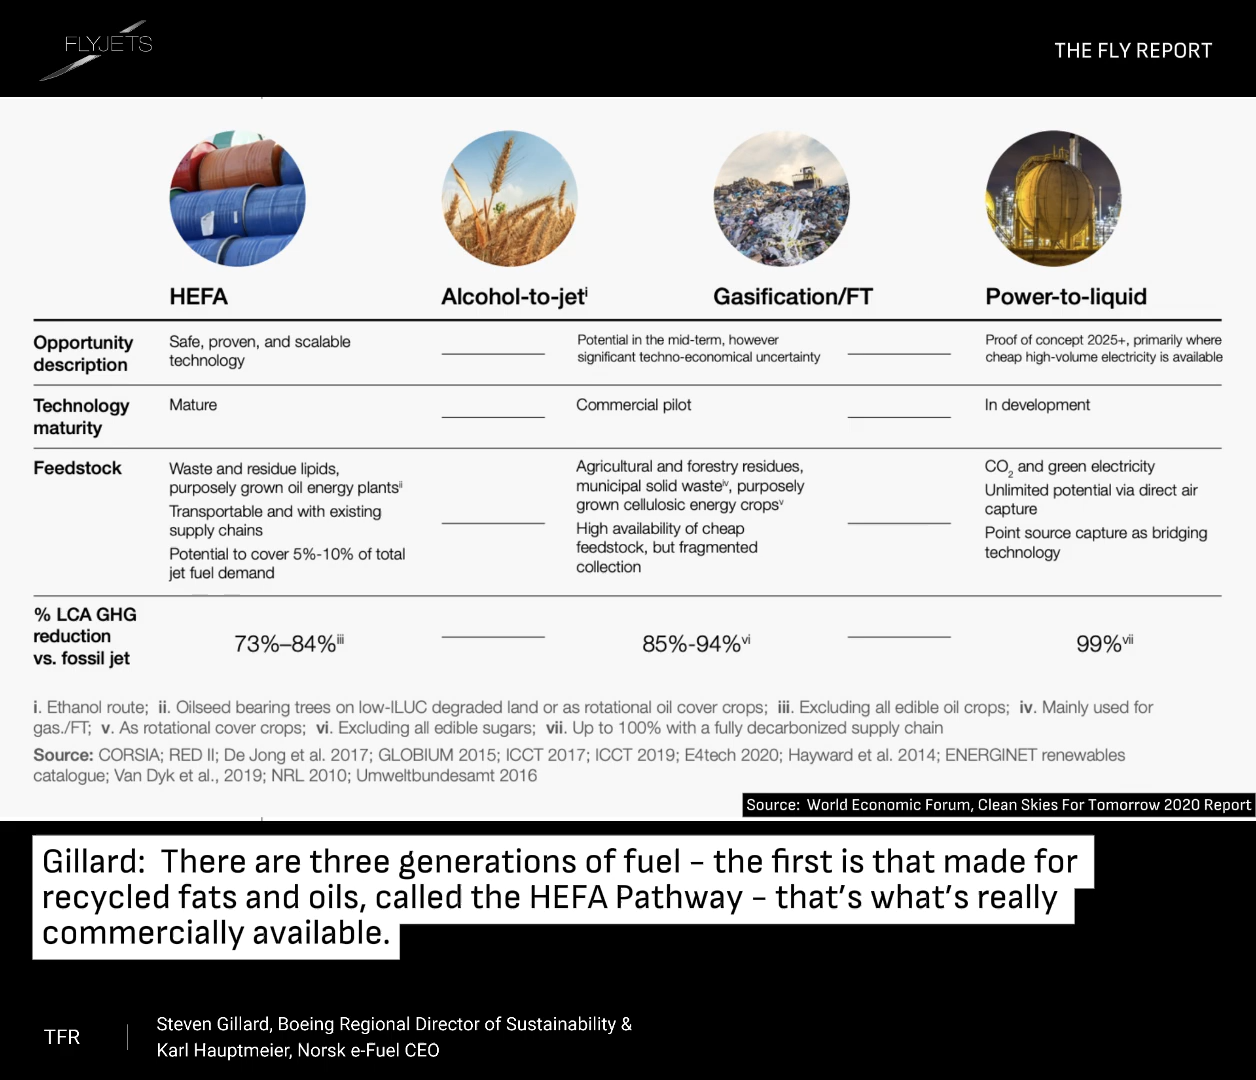 FLYJETS
THE FLY REPORT
HEFA
Alcohol-to-jetⁱ
Gasification/FT
Power-to-liquid
Opportunity
description
Safe, proven, and scalable
technology
Potential in the mid-term, however
significant techno-economical uncertainty
Proof of concept 2025+, primarily where
cheap high-volume electricity is available
Technology
maturity
Mature
Commercial pilot
In development
Feedstock
Waste and residue lipids,
purposely grown oil energy plantsⁱⁱ
Transportable and with existing
supply chains
Potential to cover 5%-10% of total
jet fuel demand
Agricultural and forestry residues,
municipal solid wasteⁱᵛ, purposely
grown cellulosic energy cropsᵛ
High availability of cheap
feedstock, but fragmented
collection
CO₂ and green electricity
Unlimited potential via direct air
capture
Point source capture as bridging
technology
% LCA GHG
reduction
vs. fossil jet
73%–84%ⁱⁱⁱ
85%-94%ᵛⁱ
99%ᵛⁱⁱ
i. Ethanol route; ii. Oilseed bearing trees on low-ILUC degraded land or as rotational oil cover crops; iii. Excluding all edible oil crops; iv. Mainly used for
gas./FT; v. As rotational cover crops; vi. Excluding all edible sugars; vii. Up to 100% with a fully decarbonized supply chain
Source: CORSIA; RED II; De Jong et al. 2017; GLOBIUM 2015; ICCT 2017; ICCT 2019; E4tech 2020; Hayward et al. 2014; ENERGINET renewables
catalogue; Van Dyk et al., 2019; NRL 2010; Umweltbundesamt 2016
Source: World Economic Forum, Clean Skies For Tomorrow 2020 Report
Gillard: There are three generations of fuel – the first is that made for
recycled fats and oils, called the HEFA Pathway – that's what's really
commercially available.
TFR
Steven Gillard, Boeing Regional Director of Sustainability &
Karl Hauptmeier, Norsk e-Fuel CEO